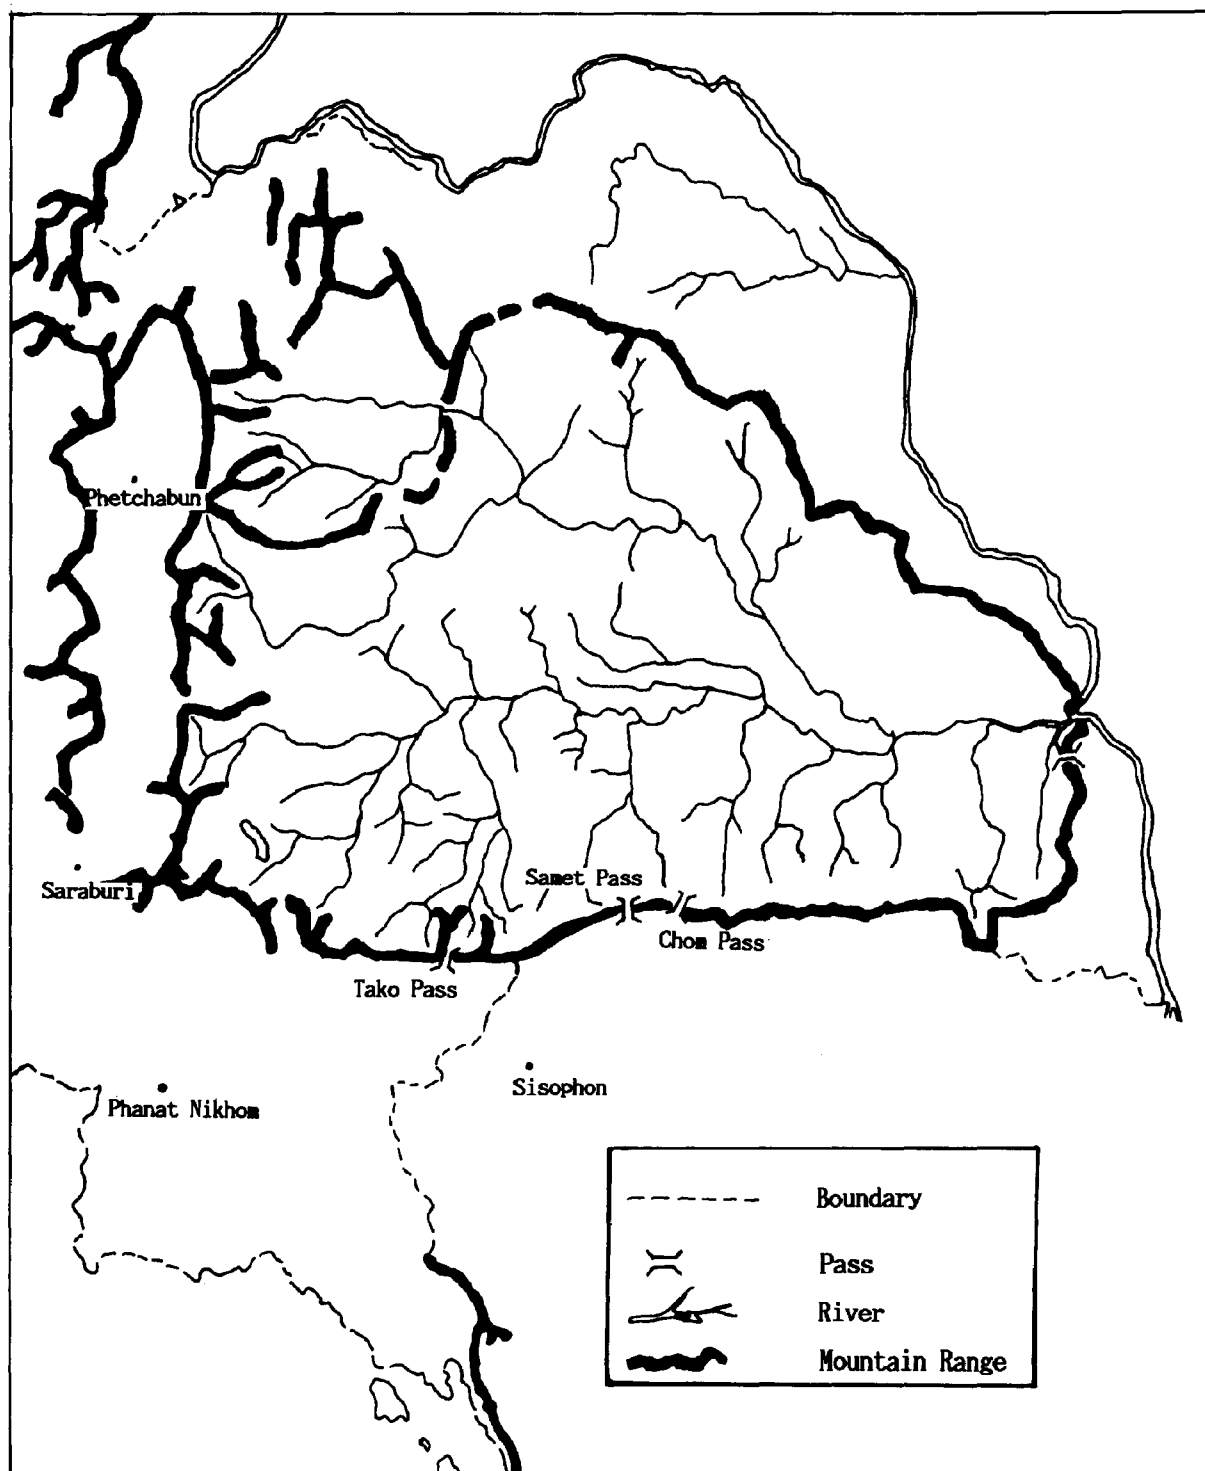 Phetchabun
Saraburi
Samet Pass
Chom Pass
Tako Pass
Sisophon
Phanat Nikhom
Boundary
Pass
River
Mountain Range